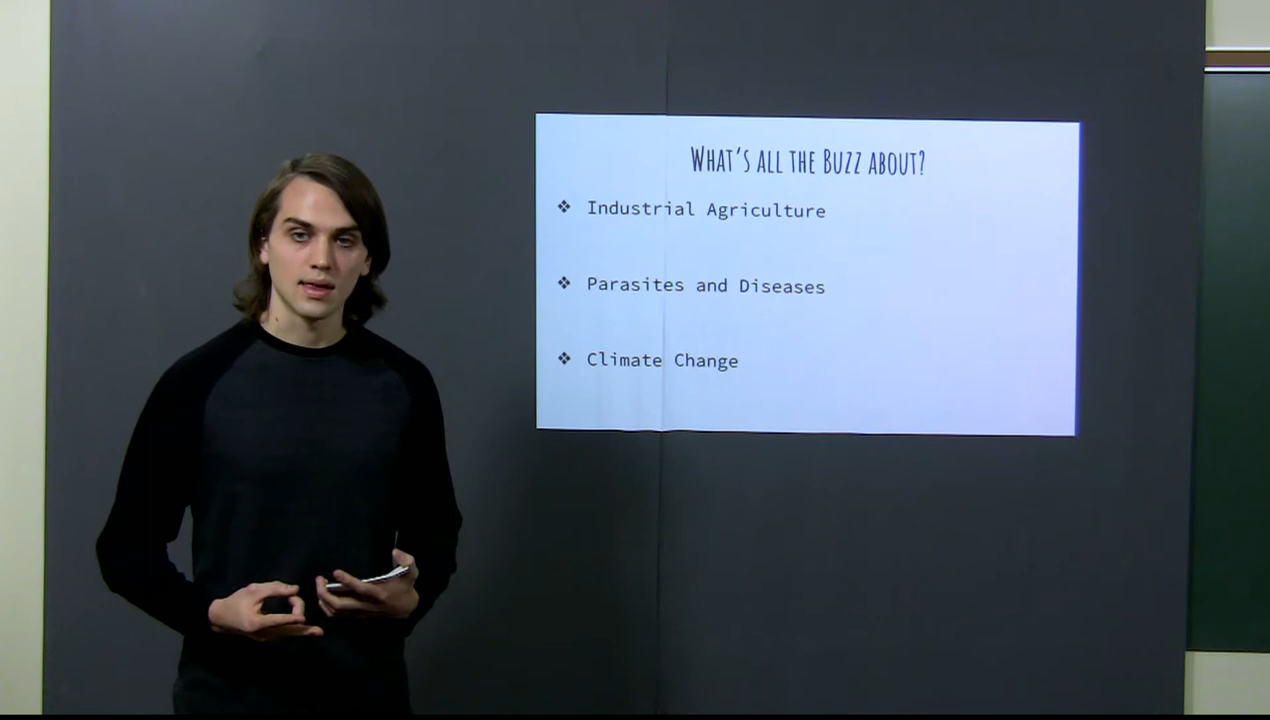 WHAT'S ALL THE BUZZ ABOUT?
❖ Industrial Agriculture
❖ Parasites and Diseases
❖ Climate Change